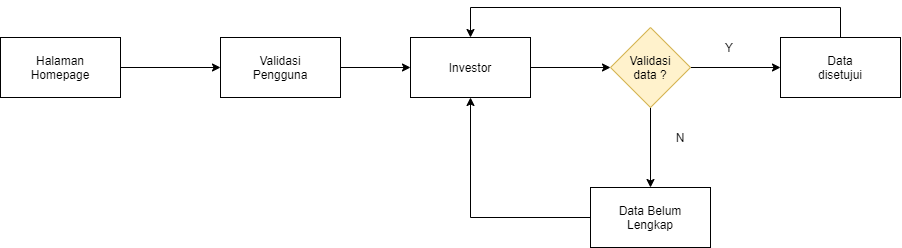 Halaman
Homepage
Validasi
Pengguna
Investor
Validasi
data ?
Y
Data
disetujui
N
Data Belum
Lengkap